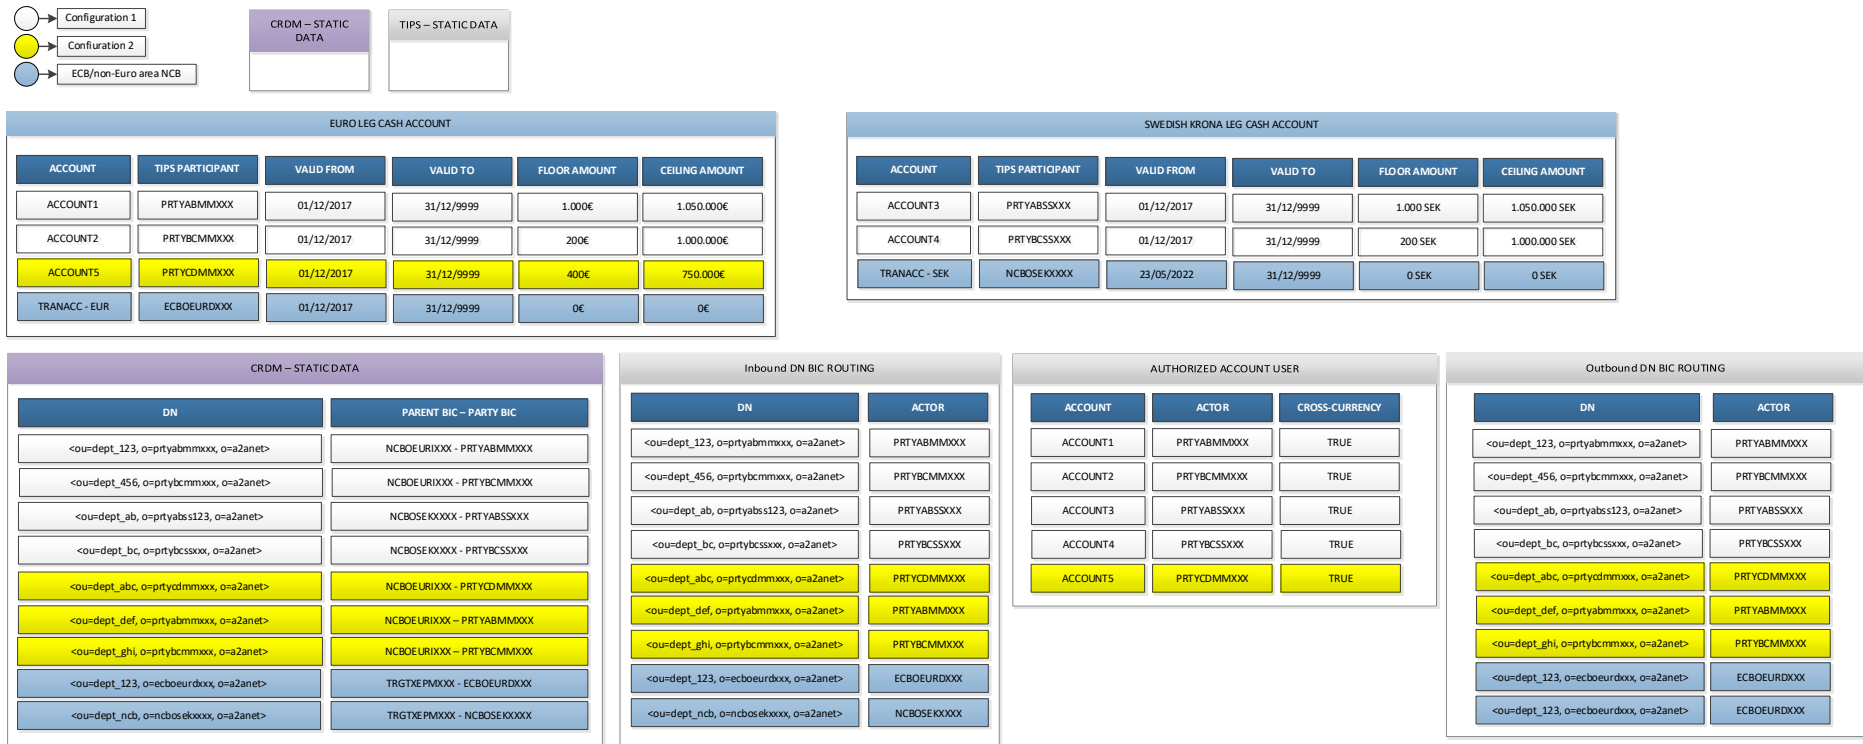 Configuration 1
Confiuration 2
ECB/non-Euro area NCB
CRDM – STATIC
DATA
TIPS – STATIC DATA
EURO LEG CASH ACCOUNT
ACCOUNT TIPS PARTICIPANT VALID FROM VALID TO FLOOR AMOUNT CEILING AMOUNT
ACCOUNT1 PRTYABMMXXX 01/12/2017 31/12/9999 1.000€ 1.050.000€
ACCOUNT2 PRTYBCMMXXX 01/12/2017 31/12/9999 200€ 1.000.000€
ACCOUNT5 PRTYCDMMXXX 01/12/2017 31/12/9999 400€ 750.000€
TRANACC - EUR ECBOEURDXXX 01/12/2017 31/12/9999 0€ 0€
SWEDISH KRONA LEG CASH ACCOUNT
ACCOUNT TIPS PARTICIPANT VALID FROM VALID TO FLOOR AMOUNT CEILING AMOUNT
ACCOUNT3 PRTYABSSXXX 01/12/2017 31/12/9999 1.000 SEK 1.050.000 SEK
ACCOUNT4 PRTYBCSSXXX 01/12/2017 31/12/9999 200 SEK 1.000.000 SEK
TRANACC - SEK NCBOSEKXXXX 23/05/2022 31/12/9999 0 SEK 0 SEK
CRDM – STATIC DATA
DN PARENT BIC – PARTY BIC
<ou=dept_123, o=prtyabmmxxx, o=a2anet> NCBOEURIXXX - PRTYABMMXXX
<ou=dept_456, o=prtybcmmxxx, o=a2anet> NCBOEURIXXX - PRTYBCMMXXX
<ou=dept_ab, o=prtyabss123, o=a2anet> NCBOSEKXXXX - PRTYABSSXXX
<ou=dept_bc, o=prtybcssxxx, o=a2anet> NCBOSEKXXXX - PRTYBCSSXXX
<ou=dept_abc, o=prtycdmmxxx, o=a2anet> NCBOEURIXXX - PRTYCDMMXXX
<ou=dept_def, o=prtyabmmxxx, o=a2anet> NCBOEURIXXX – PRTYABMMXXX
<ou=dept_ghi, o=prtybcmmxxx, o=a2anet> NCBOEURIXXX – PRTYBCMMXXX
<ou=dept_123, o=ecboeurdxxx, o=a2anet> TRGTXEPMXXX - ECBOEURDXXX
<ou=dept_ncb, o=ncbosekxxxx, o=a2anet> TRGTXEPMXXX - NCBOSEKXXXX
Inbound DN BIC ROUTING
DN ACTOR
<ou=dept_123, o=prtyabmmxxx, o=a2anet> PRTYABMMXXX
<ou=dept_456, o=prtybcmmxxx, o=a2anet> PRTYBCMMXXX
<ou=dept_ab, o=prtyabss123, o=a2anet> PRTYABSSXXX
<ou=dept_bc, o=prtybcssxxx, o=a2anet> PRTYBCSSXXX
<ou=dept_abc, o=prtycdmmxxx, o=a2anet> PRTYCDMMXXX
<ou=dept_def, o=prtyabmmxxx, o=a2anet> PRTYABMMXXX
<ou=dept_ghi, o=prtybcmmxxx, o=a2anet> PRTYBCMMXXX
<ou=dept_123, o=ecboeurdxxx, o=a2anet> ECBOEURDXXX
<ou=dept_ncb, o=ncbosekxxxx, o=a2anet> NCBOSEKXXXX
AUTHORIZED ACCOUNT USER
ACCOUNT ACTOR CROSS-CURRENCY
ACCOUNT1 PRTYABMMXXX TRUE
ACCOUNT2 PRTYBCMMXXX TRUE
ACCOUNT3 PRTYABSSXXX TRUE
ACCOUNT4 PRTYBCSSXXX TRUE
ACCOUNT5 PRTYCDMMXXX TRUE
Outbound DN BIC ROUTING
DN ACTOR
<ou=dept_123, o=prtyabmmxxx, o=a2anet> PRTYABMMXXX
<ou=dept_456, o=prtybcmmxxx, o=a2anet> PRTYBCMMXXX
<ou=dept_ab, o=prtyabss123, o=a2anet> PRTYABSSXXX
<ou=dept_bc, o=prtybcssxxx, o=a2anet> PRTYBCSSXXX
<ou=dept_abc, o=prtycdmmxxx, o=a2anet> PRTYCDMMXXX
<ou=dept_def, o=prtyabmmxxx, o=a2anet> PRTYABMMXXX
<ou=dept_ghi, o=prtybcmmxxx, o=a2anet> PRTYBCMMXXX
<ou=dept_123, o=ecboeurdxxx, o=a2anet> ECBOEURDXXX
<ou=dept_123, o=ecboeurdxxx, o=a2anet> ECBOEURDXXX